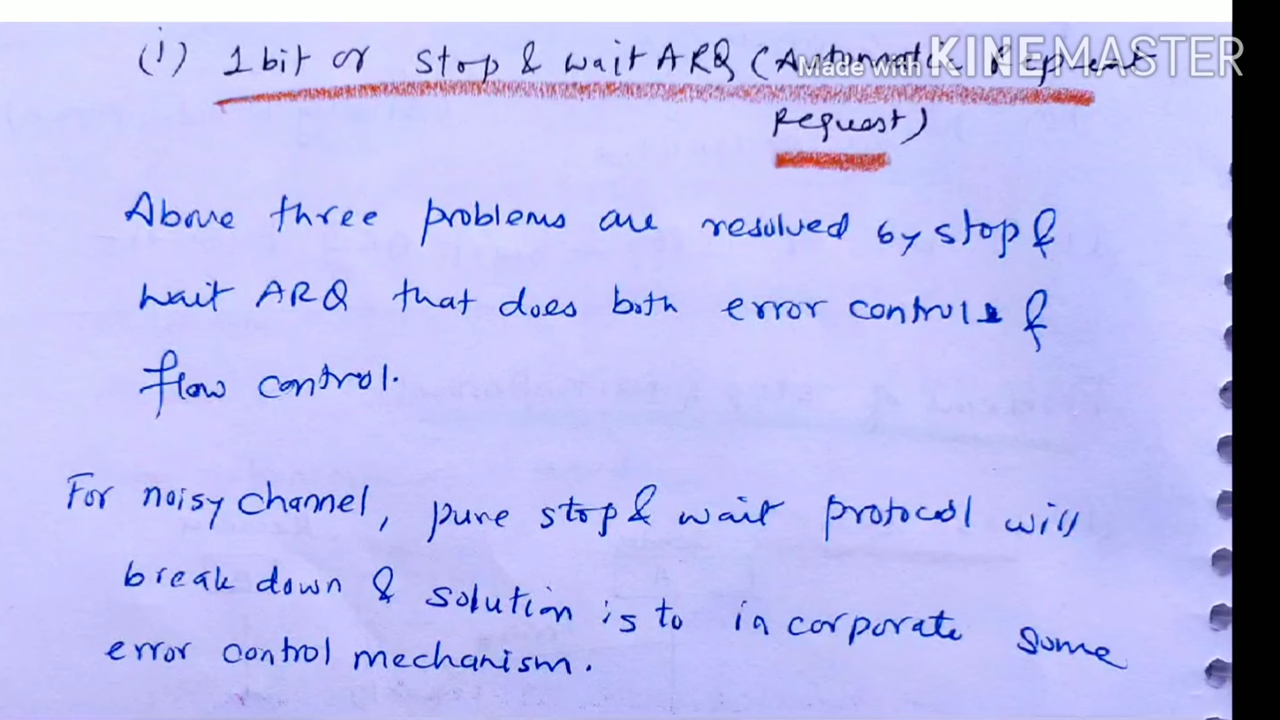 (i) 1 bit or stop & wait ARQ (Automatic Repeat
Made with KINEMASTER
Request)
Above three problems are resolved by stop &
wait ARQ that does both error control &
flow control.
For noisy channel, pure stop & wait protocol will
break down & solution is to incorporate some
error control mechanism.